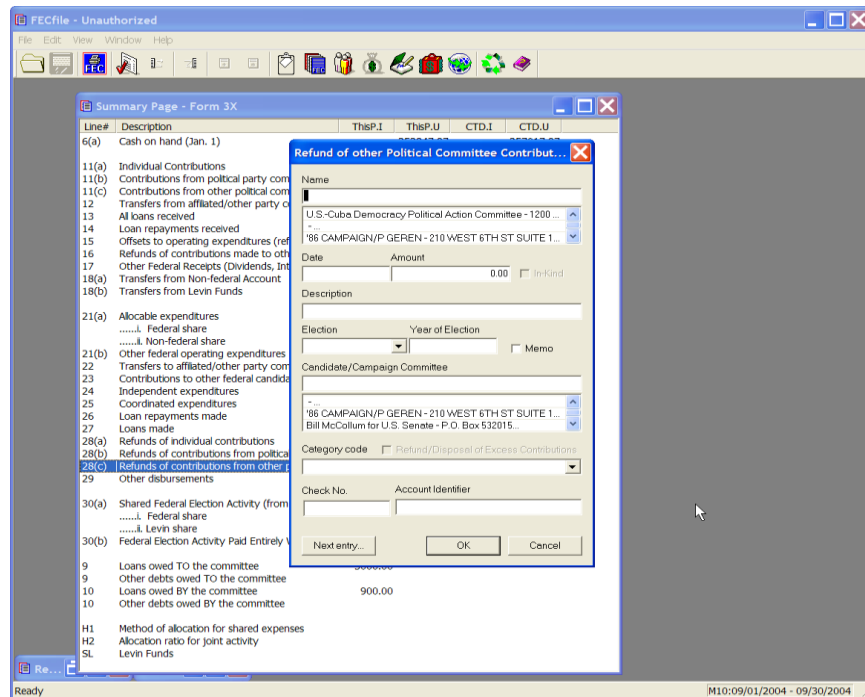 FECfile - Unauthorized
File Edit View Window Help
FEC
Summary Page - Form 3X
Line# Description ThisP.I ThisP.U CTD.I CTD.U
6(a) Cash on hand (Jan. 1)
11(a) Individual Contributions
11(b) Contributions from political party com
11(c) Contributions from other political com
12 Transfers from affiliated/other party c
13 All loans received
14 Loan repayments received
15 Offsets to operating expenditures (ref
16 Refunds of contributions made to oth
17 Other Federal Receipts (Dividends, Int
18(a) Transfers from Non-federal Account
18(b) Transfers from Levin Funds
21(a) Allocable expenditures
......i. Federal share
......ii. Non-federal share
21(b) Other federal operating expenditures
22 Transfers to affiliated/other party com
23 Contributions to other federal candida
24 Independent expenditures
25 Coordinated expenditures
26 Loan repayments made
27 Loans made
28(a) Refunds of individual contributions
28(b) Refunds of contributions from politica
28(c) Refunds of contributions from other p
29 Other disbursements
30(a) Shared Federal Election Activity (from
......i. Federal share
......ii. Levin share
30(b) Federal Election Activity Paid Entirely
9 Loans owed TO the committee
9 Other debts owed TO the committee
10 Loans owed BY the committee 900.00
10 Other debts owed BY the committee
H1 Method of allocation for shared expenses
H2 Allocation ratio for joint activity
SL Levin Funds
Refund of other Political Committee Contribut...
Name
U.S.-Cuba Democracy Political Action Committee - 1200 ...
- ...
'86 CAMPAIGN/P GEREN - 210 WEST 6TH ST SUITE 1...
Date Amount
0.00 In-Kind
Description
Election Year of Election
Memo
Candidate/Campaign Committee
- ...
'86 CAMPAIGN/P GEREN - 210 WEST 6TH ST SUITE 1...
Bill McCollum for U.S. Senate - P.O. Box 532015...
Category code Refund/Disposal of Excess Contributions
Check No. Account Identifier
Next entry... OK Cancel
Re...
Ready M10:09/01/2004 - 09/30/2004